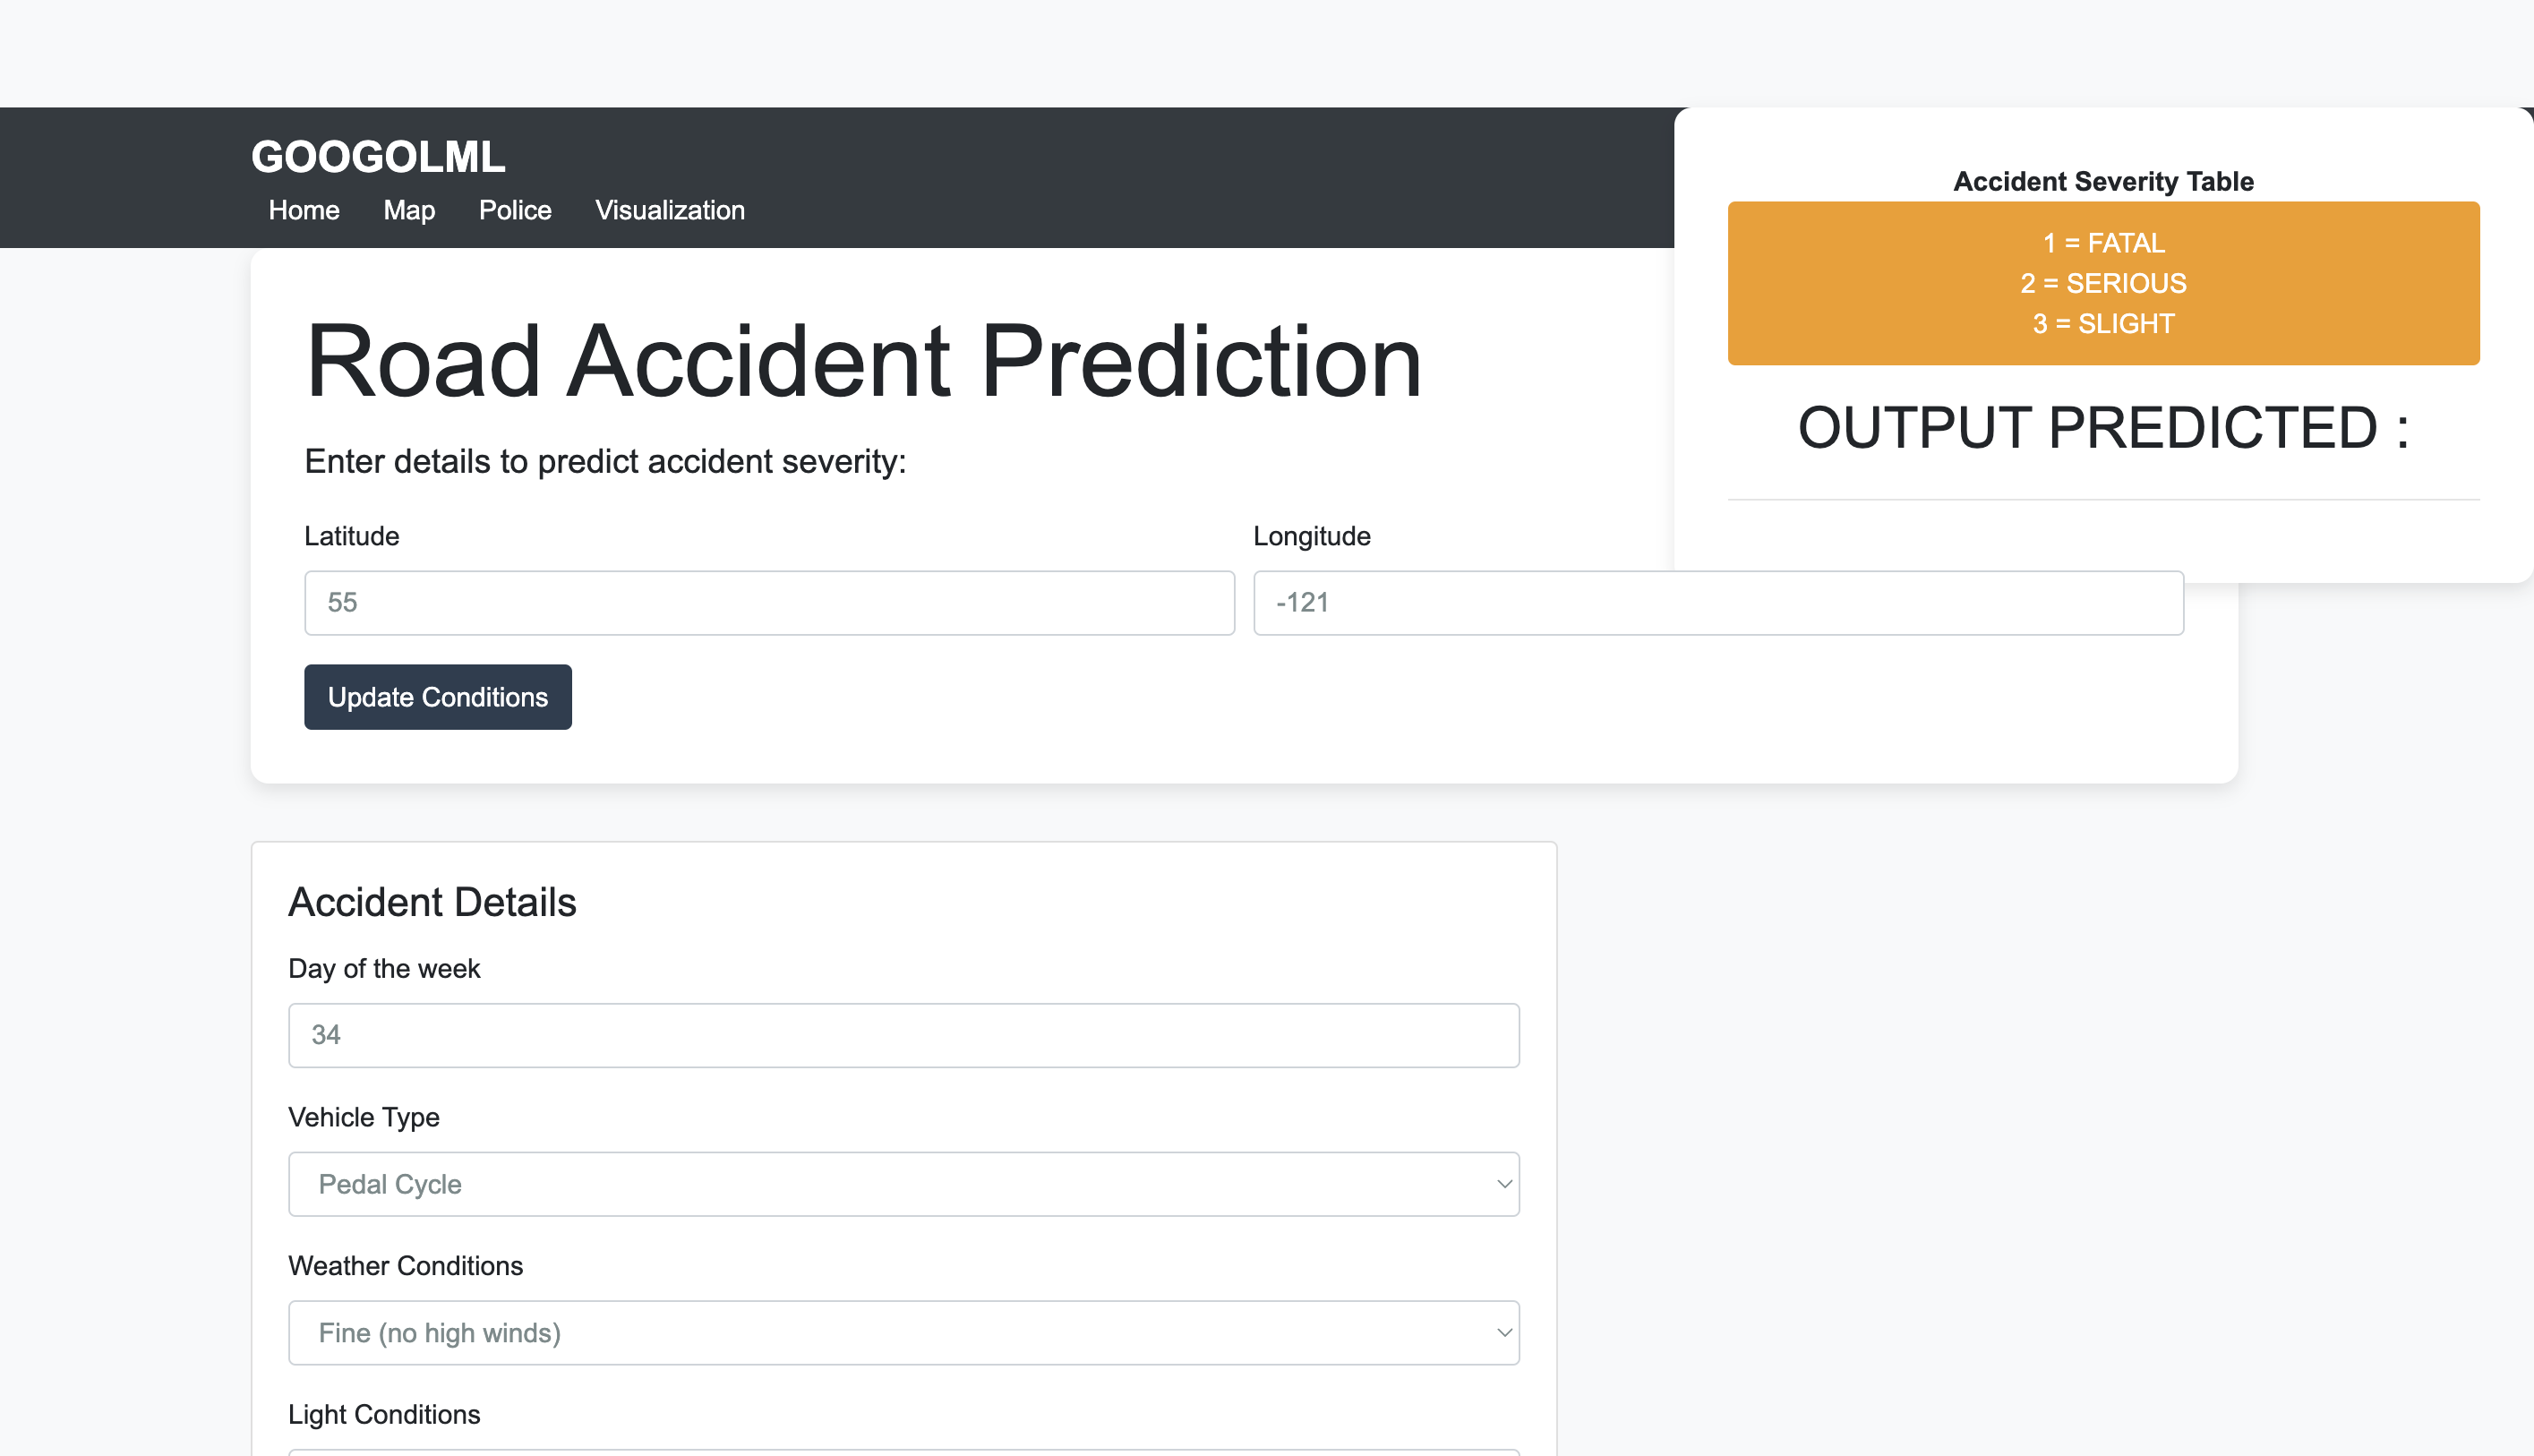 GOOGOLML
Home Map Police Visualization
Accident Severity Table
1 = FATAL
2 = SERIOUS
3 = SLIGHT
OUTPUT PREDICTED :
Road Accident Prediction
Enter details to predict accident severity:
Latitude
Longitude
55
-121
Update Conditions
Accident Details
Day of the week
34
Vehicle Type
Pedal Cycle
Weather Conditions
Fine (no high winds)
Light Conditions